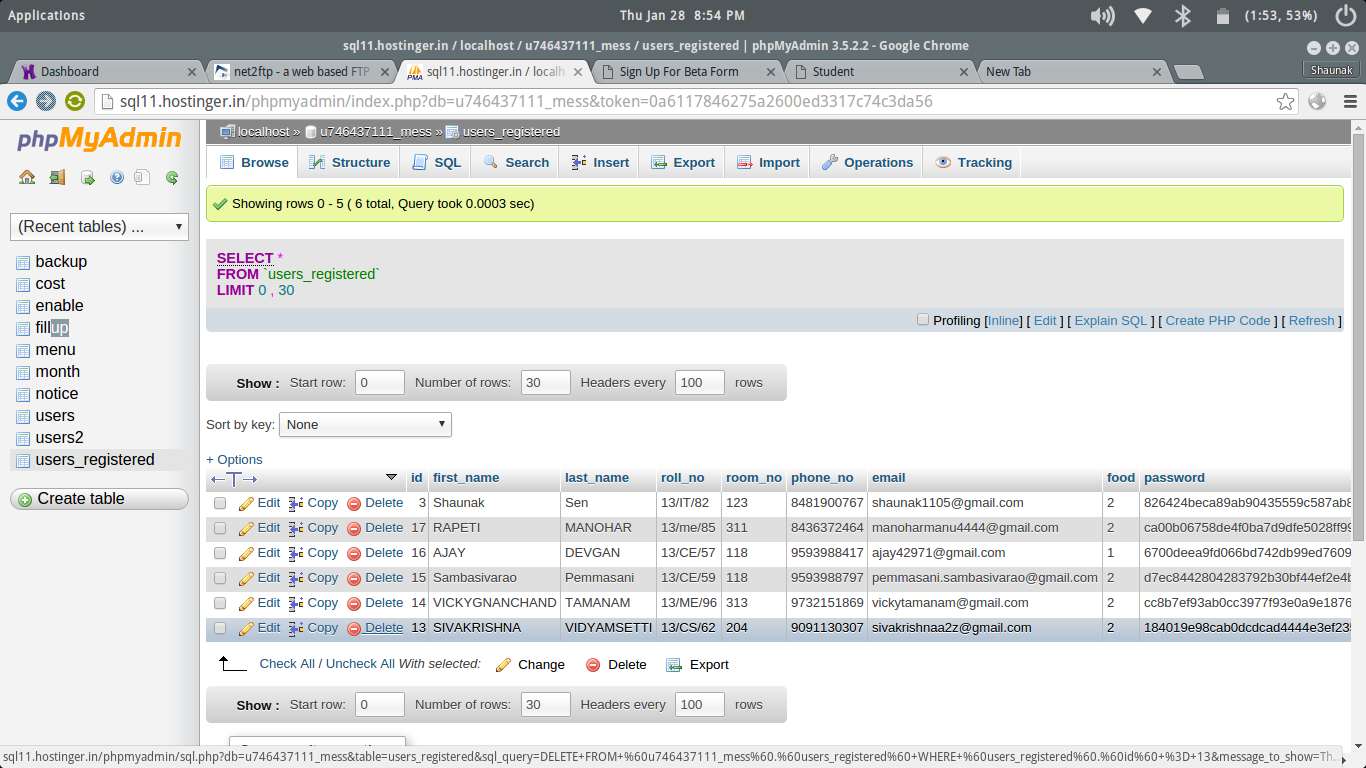 Applications
Thu Jan 28 8:54 PM
(1:53, 53%)
sql11.hostinger.in / localhost / u746437111_mess / users_registered | phpMyAdmin 3.5.2.2 - Google Chrome
Dashboard
net2ftp - a web based FTP
sql11.hostinger.in / localh
Sign Up For Beta Form
Student
New Tab
Shaunak
sql11.hostinger.in/phpmyadmin/index.php?db=u746437111_mess&token=0a6117846275a2600ed3317c74c3da56
phpMyAdmin
(Recent tables) ...
backup
cost
enable
fillup
menu
month
notice
users
users2
users_registered
Create table
localhost » u746437111_mess » users_registered
Browse Structure SQL Search Insert Export Import Operations Tracking
Showing rows 0 - 5 ( 6 total, Query took 0.0003 sec)
SELECT *
FROM `users_registered`
LIMIT 0 , 30
Profiling [Inline] [ Edit ] [ Explain SQL ] [ Create PHP Code ] [ Refresh ]
Show : Start row: 0 Number of rows: 30 Headers every 100 rows
Sort by key: None
+ Options
←T→ id first_name last_name roll_no room_no phone_no email food password
Edit Copy Delete 3 Shaunak Sen 13/IT/82 123 8481900767 shaunak1105@gmail.com 2 826424beca89ab90435559c587ab8
Edit Copy Delete 17 RAPETI MANOHAR 13/me/85 311 8436372464 manoharmanu4444@gmail.com 2 ca00b06758de4f0ba7d9dfe5028ff99
Edit Copy Delete 16 AJAY DEVGAN 13/CE/57 118 9593988417 ajay42971@gmail.com 1 6700deea9fd066bd742db99ed7609
Edit Copy Delete 15 Sambasivarao Pemmasani 13/CE/59 118 9593988797 pemmasani.sambasivarao@gmail.com 2 d7ec8442804283792b30bf44ef2e4b
Edit Copy Delete 14 VICKYGNANCHAND TAMANAM 13/ME/96 313 9732151869 vickytamanam@gmail.com 2 cc8b7ef93ab0cc3977f93e0a9e1876
Edit Copy Delete 13 SIVAKRISHNA VIDYAMSETTI 13/CS/62 204 9091130307 sivakrishnaa2z@gmail.com 2 184019e98cab0dcdcad4444e3ef235
Check All / Uncheck All With selected: Change Delete Export
Show : Start row: 0 Number of rows: 30 Headers every 100 rows
sql11.hostinger.in/phpmyadmin/sql.php?db=u746437111_mess&table=users_registered&sql_query=DELETE+FROM+%60u746437111_mess%60.%60users_registered%60+WHERE+%60users_registered%60.%60id%60+%3D+13&message_to_show=Th...